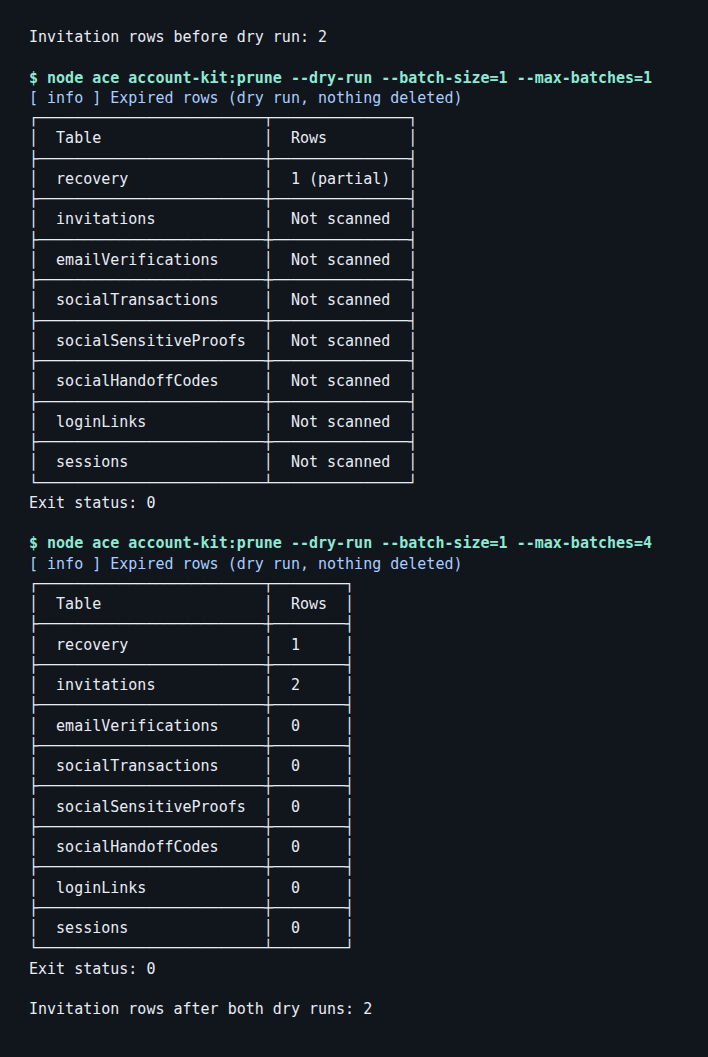 Invitation rows before dry run: 2
$ node ace account-kit:prune --dry-run --batch-size=1 --max-batches=1
[ info ] Expired rows (dry run, nothing deleted)
Table Rows
recovery 1 (partial)
invitations Not scanned
emailVerifications Not scanned
socialTransactions Not scanned
socialSensitiveProofs Not scanned
socialHandoffCodes Not scanned
loginLinks Not scanned
sessions Not scanned
Exit status: 0
$ node ace account-kit:prune --dry-run --batch-size=1 --max-batches=4
[ info ] Expired rows (dry run, nothing deleted)
Table Rows
recovery 1
invitations 2
emailVerifications 0
socialTransactions 0
socialSensitiveProofs 0
socialHandoffCodes 0
loginLinks 0
sessions 0
Exit status: 0
Invitation rows after both dry runs: 2